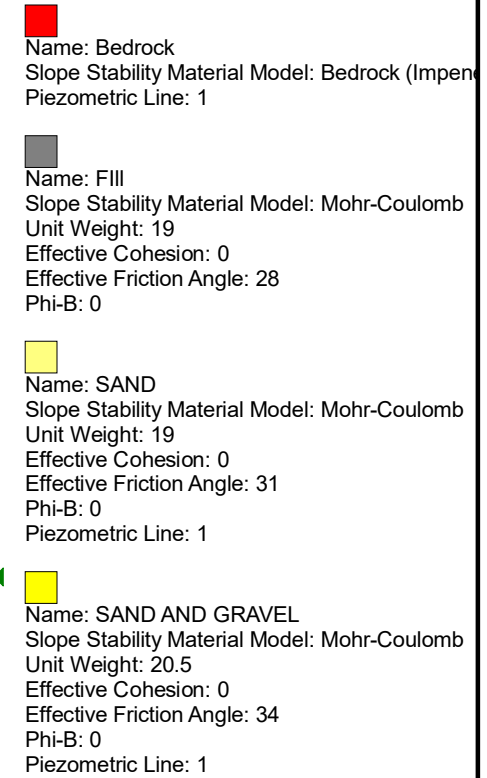 Name: Bedrock
Slope Stability Material Model: Bedrock (Impen
Piezometric Line: 1
Name: FIll
Slope Stability Material Model: Mohr-Coulomb
Unit Weight: 19
Effective Cohesion: 0
Effective Friction Angle: 28
Phi-B: 0
Name: SAND
Slope Stability Material Model: Mohr-Coulomb
Unit Weight: 19
Effective Cohesion: 0
Effective Friction Angle: 31
Phi-B: 0
Piezometric Line: 1
Name: SAND AND GRAVEL
Slope Stability Material Model: Mohr-Coulomb
Unit Weight: 20.5
Effective Cohesion: 0
Effective Friction Angle: 34
Phi-B: 0
Piezometric Line: 1